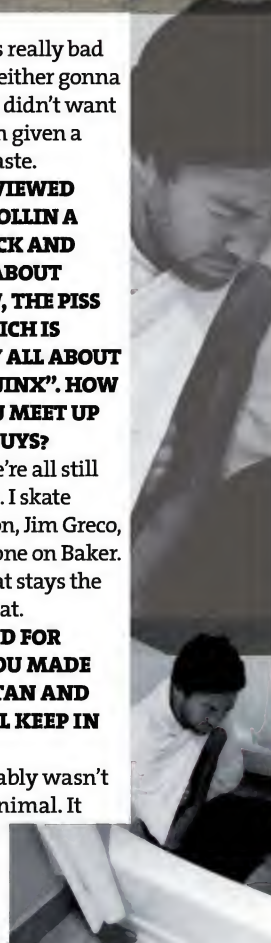 s really bad
either gonna
didn't want
n given a
aste.
VIEWED
OLLIN A
CK AND
ABOUT
, THE PISS
ICH IS
Y ALL ABOUT
JINX”. HOW
U MEET UP
UYS?
e're all still
. I skate
on, Jim Greco,
one on Baker.
at stays the
at.
D FOR
OU MADE
TAN AND
L KEEP IN
ably wasn't
nimal. It